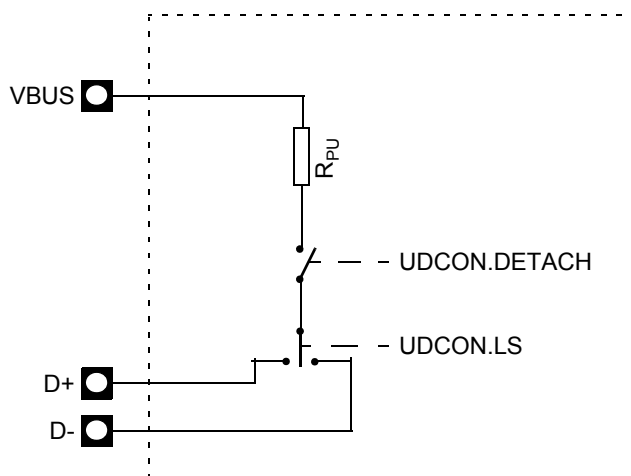 VBUS
RPU
UDCON.DETACH
UDCON.LS
D+
D-